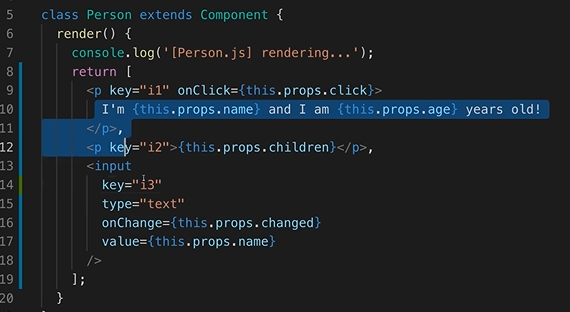 5 class Person extends Component {
6 render() {
7 console.log('[Person.js] rendering...');
8 return [
9 <p key="i1" onClick={this.props.click}>
10 I'm {this.props.name} and I am {this.props.age} years old!
11 </p>,
12 <p key="i2">{this.props.children}</p>,
13 <input
14 key="i3"
15 type="text"
16 onChange={this.props.changed}
17 value={this.props.name}
18 />
19 ];
20 }